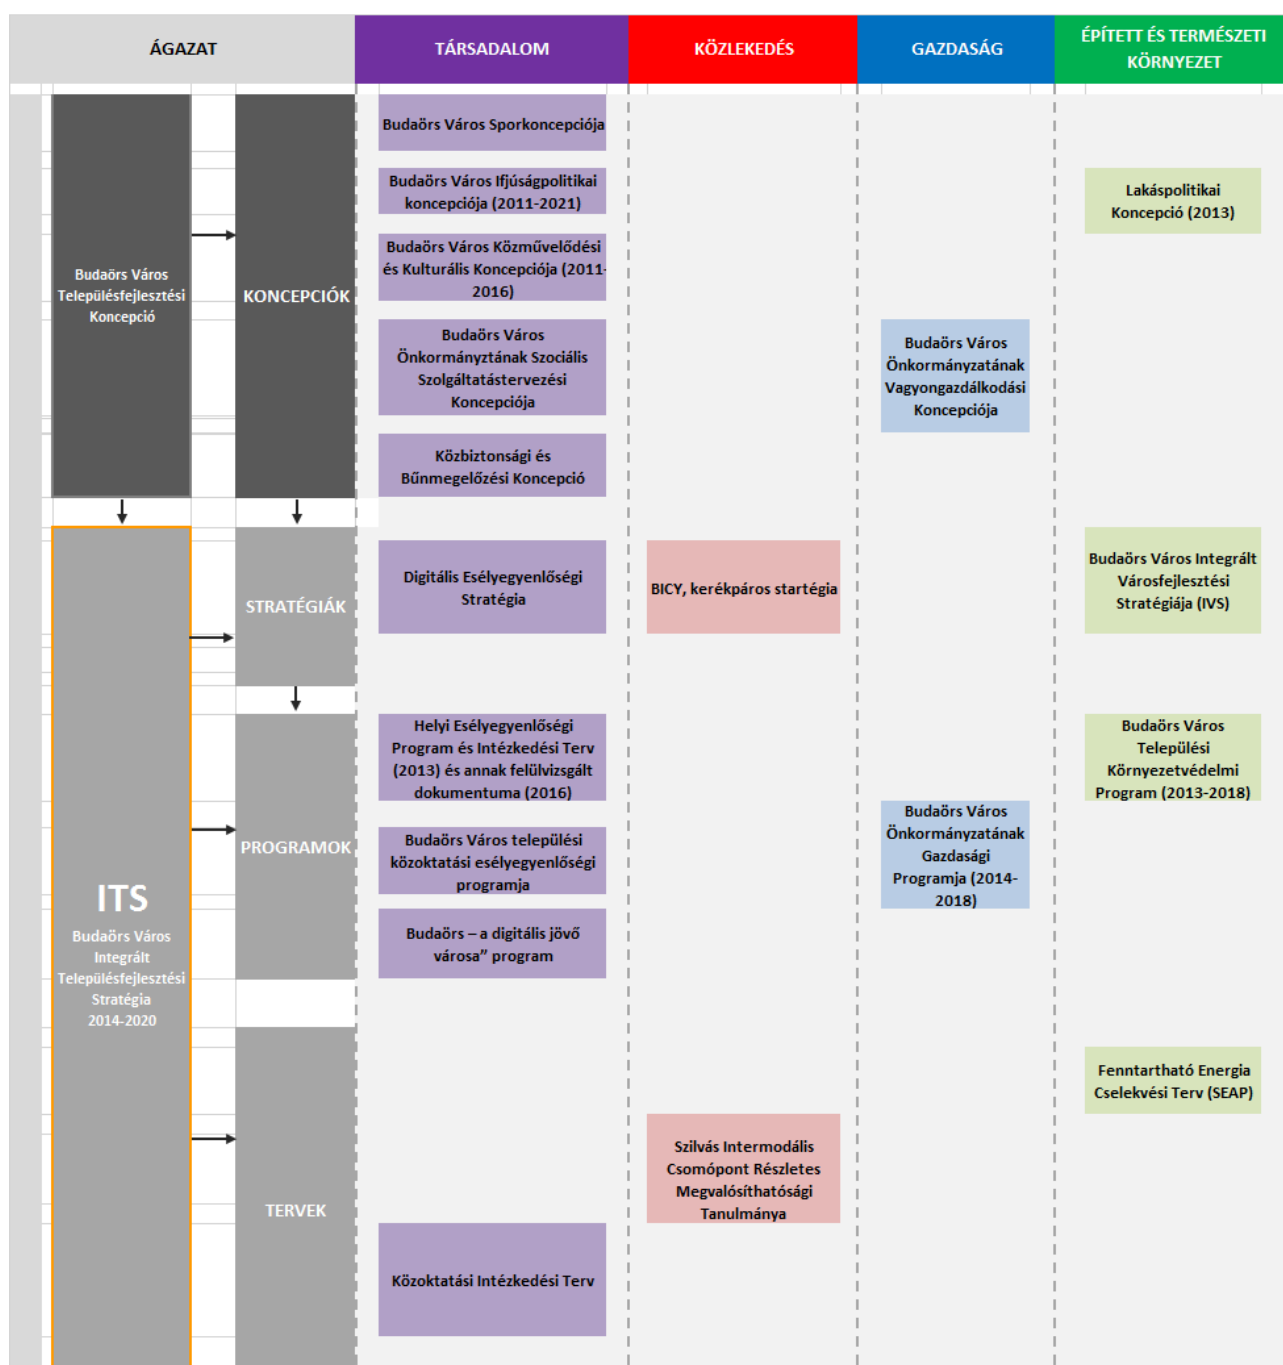 ÁGAZAT
TÁRSADALOM
KÖZLEKEDÉS
GAZDASÁG
ÉPÍTETT ÉS TERMÉSZETI
KÖRNYEZET
Budaörs Város
Településfejlesztési
Koncepció
KONCEPCIÓK
Budaörs Város Sporkoncepciója
Budaörs Város Ifjúságpolitikai
koncepciója (2011-2021)
Budaörs Város Közművelődési
és Kulturális Koncepciója (2011-
2016)
Budaörs Város
Önkormányztának Szociális
Szolgáltatástervezési
Koncepciója
Közbiztonsági és
Bűnmegelőzési Koncepció
Budaörs Város
Önkormányzatának
Vagyongazdálkodási
Koncepciója
Lakáspolitikai
Koncepció (2013)
ITS
Budaörs Város
Integrált
Településfejlesztési
Stratégia
2014-2020
STRATÉGIÁK
Digitális Esélyegyenlőségi
Stratégia
BICY, kerékpáros startégia
Budaörs Város Integrált
Városfejlesztési
Stratégiája (IVS)
PROGRAMOK
Helyi Esélyegyenlőségi
Program és Intézkedési Terv
(2013) és annak felülvizsgált
dokumentuma (2016)
Budaörs Város települési
közoktatási esélyegyenlőségi
programja
Budaörs – a digitális jövő
városa” program
Budaörs Város
Önkormányzatának
Gazdasági
Programja (2014-
2018)
Budaörs Város
Települési
Környezetvédelmi
Program (2013-2018)
TERVEK
Közoktatási Intézkedési Terv
Szilvás Intermodális
Csomópont Részletes
Megvalósíthatósági
Tanulmánya
Fenntartható Energia
Cselekvési Terv (SEAP)